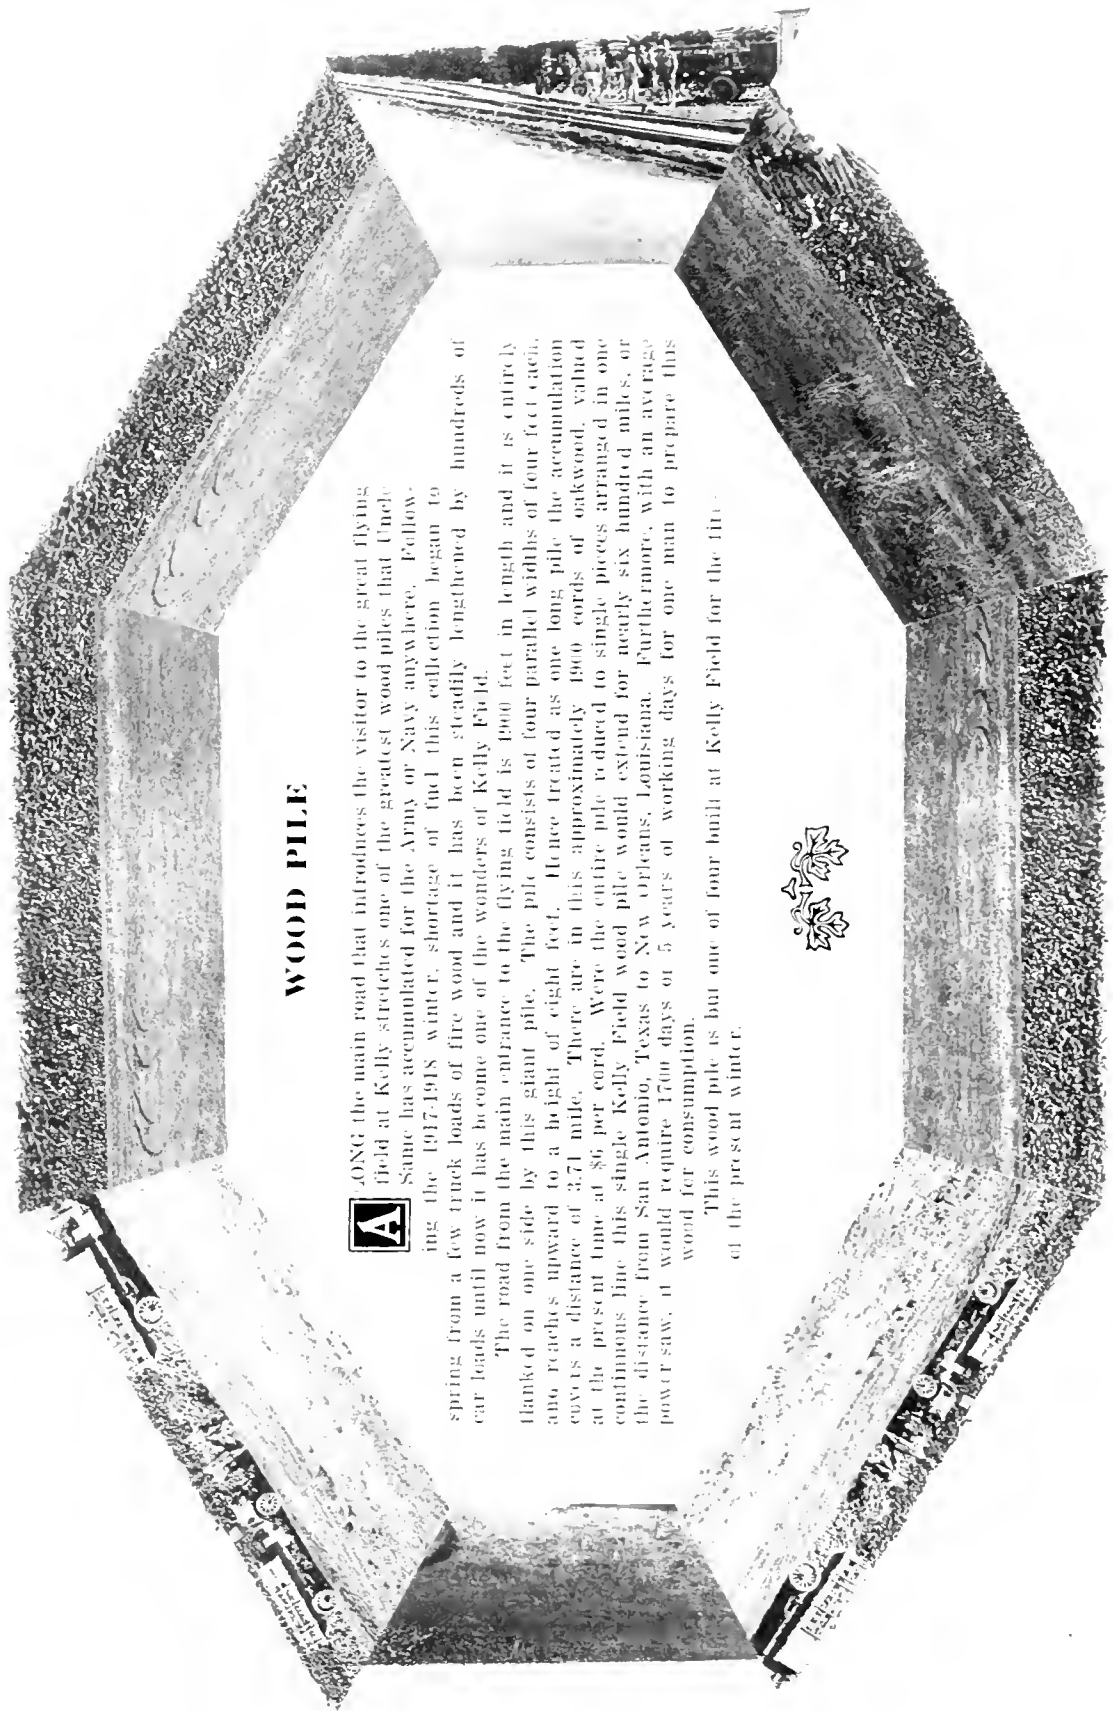 WOOD PILE
ALONG the main road that introduces the visitor to the great flying
field at Kelly stretches one of the greatest wood piles that Uncle
Same has accumulated for the Army or Navy anywhere. Follow-
ing the 1917-1918 winter, shortage of fuel this collection began to
spring from a few truck loads of fire wood and it has been steadily lengthened by hundreds of
car loads until now it has become one of the wonders of Kelly Field.
The road from the main entrance to the flying field is 1900 feet in length and it is entirely
flanked on one side by this giant pile. The pile consists of four parallel widths of four feet each,
and reaches upward to a height of eight feet. Hence treated as one long pile the accumulation
covers a distance of 3.71 mile. There are in this approximately 1900 cords of oakwood, valued
at the present time at $6 per cord. Were the entire pile reduced to single pieces arranged in one
continuous line this single Kelly Field wood pile would extend for nearly six hundred miles, or
the distance from San Antonio, Texas to New Orleans, Louisiana. Furthermore, with an average
power saw, it would require 1700 days or 5 years of working days for one man to prepare this
wood for consumption.
This wood pile is but one of four built at Kelly Field for the
of the present winter.